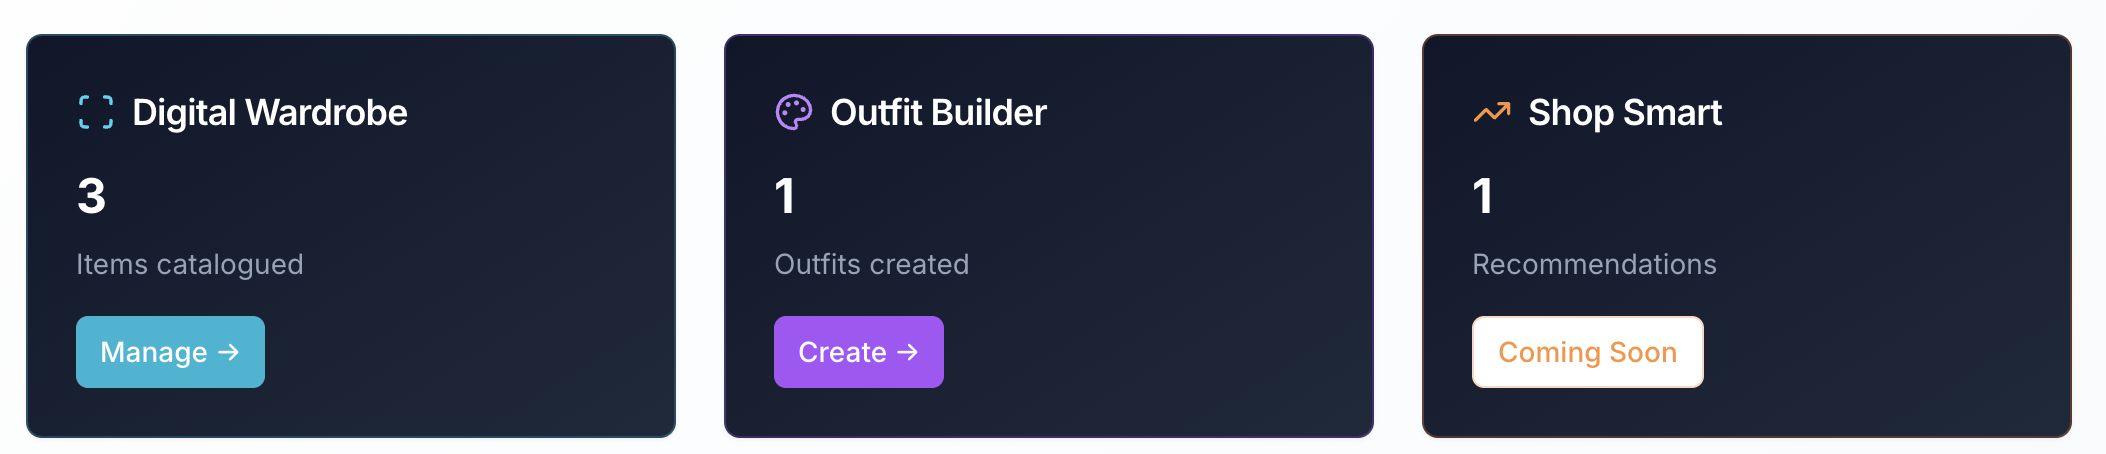 Digital Wardrobe
3
Items catalogued
Manage →
Outfit Builder
1
Outfits created
Create →
Shop Smart
1
Recommendations
Coming Soon